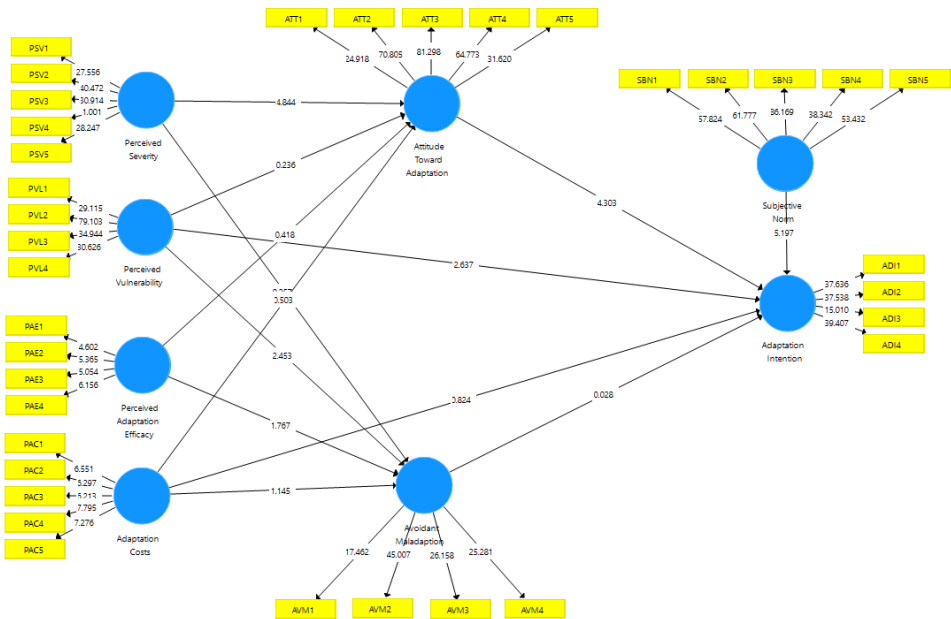 ATT1 ATT2 ATT3 ATT4 ATT5
24.918 70.805 81.298 64.773 31.620
PSV1
PSV2
PSV3
PSV4
PSV5
27.556
40.472
30.914
1.001
28.247
Perceived
Severity
4.844
Attitude
Toward
Adaptation
SBN1 SBN2 SBN3 SBN4 SBN5
57.824 61.777 36.169 38.342 53.432
Subjective
Norm
5.197
PVL1
PVL2
PVL3
PVL4
29.115
79.103
34.944
30.626
Perceived
Vulnerability
0.236
0.418
4.303
2.637
0.503
2.453
ADI1
ADI2
ADI3
ADI4
37.636
37.538
15.010
39.407
Adaptation
Intention
PAE1
PAE2
PAE3
PAE4
4.602
5.365
5.054
6.156
Perceived
Adaptation
Efficacy
1.767
0.824
0.028
PAC1
PAC2
PAC3
PAC4
PAC5
6.551
5.297
5.213
7.795
7.276
Adaptation
Costs
1.145
Avoidant
Maladaption
17.462 45.007 26.158 25.281
AVM1 AVM2 AVM3 AVM4